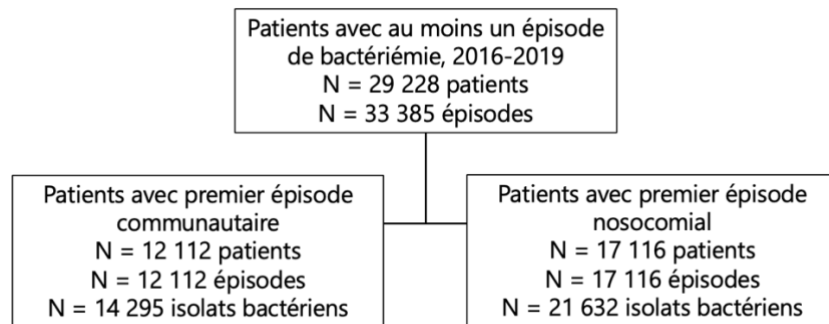 Patients avec au moins un épisode
de bactériémie, 2016-2019
N = 29 228 patients
N = 33 385 épisodes
Patients avec premier épisode
communautaire
N = 12 112 patients
N = 12 112 épisodes
N = 14 295 isolats bactériens
Patients avec premier épisode
nosocomial
N = 17 116 patients
N = 17 116 épisodes
N = 21 632 isolats bactériens